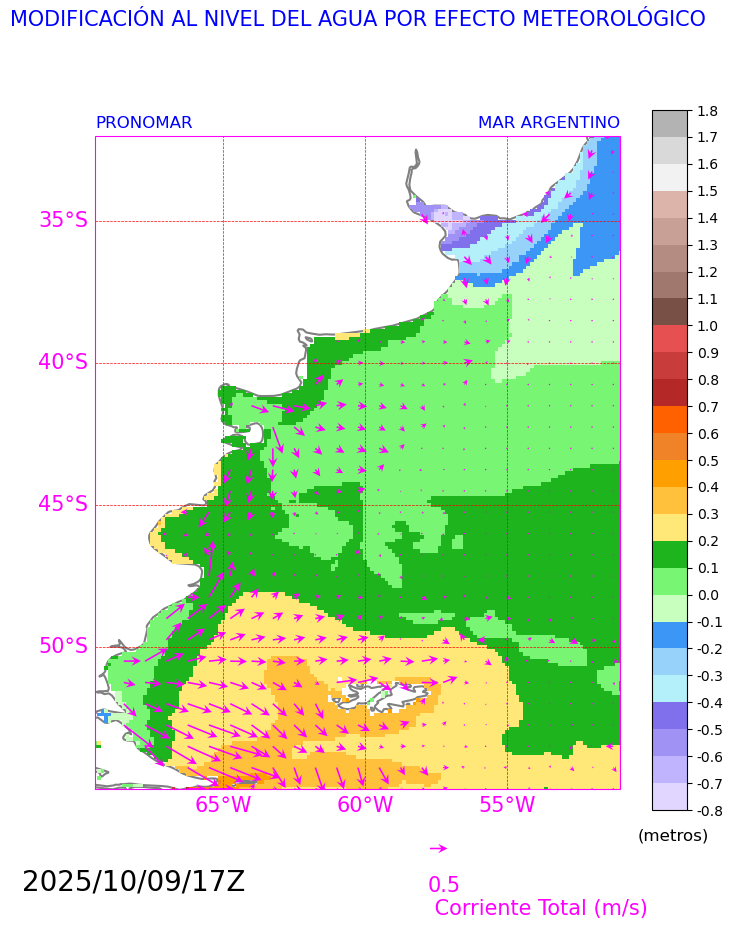 MODIFICACIÓN AL NIVEL DEL AGUA POR EFECTO METEOROLÓGICO
PRONOMAR MAR ARGENTINO
35°S
40°S
45°S
50°S
65°W 60°W 55°W
1.8
1.7
1.6
1.5
1.4
1.3
1.2
1.1
1.0
0.9
0.8
0.7
0.6
0.5
0.4
0.3
0.2
0.1
0.0
-0.1
-0.2
-0.3
-0.4
-0.5
-0.6
-0.7
-0.8
(metros)
2025/10/09/17Z
0.5
Corriente Total (m/s)